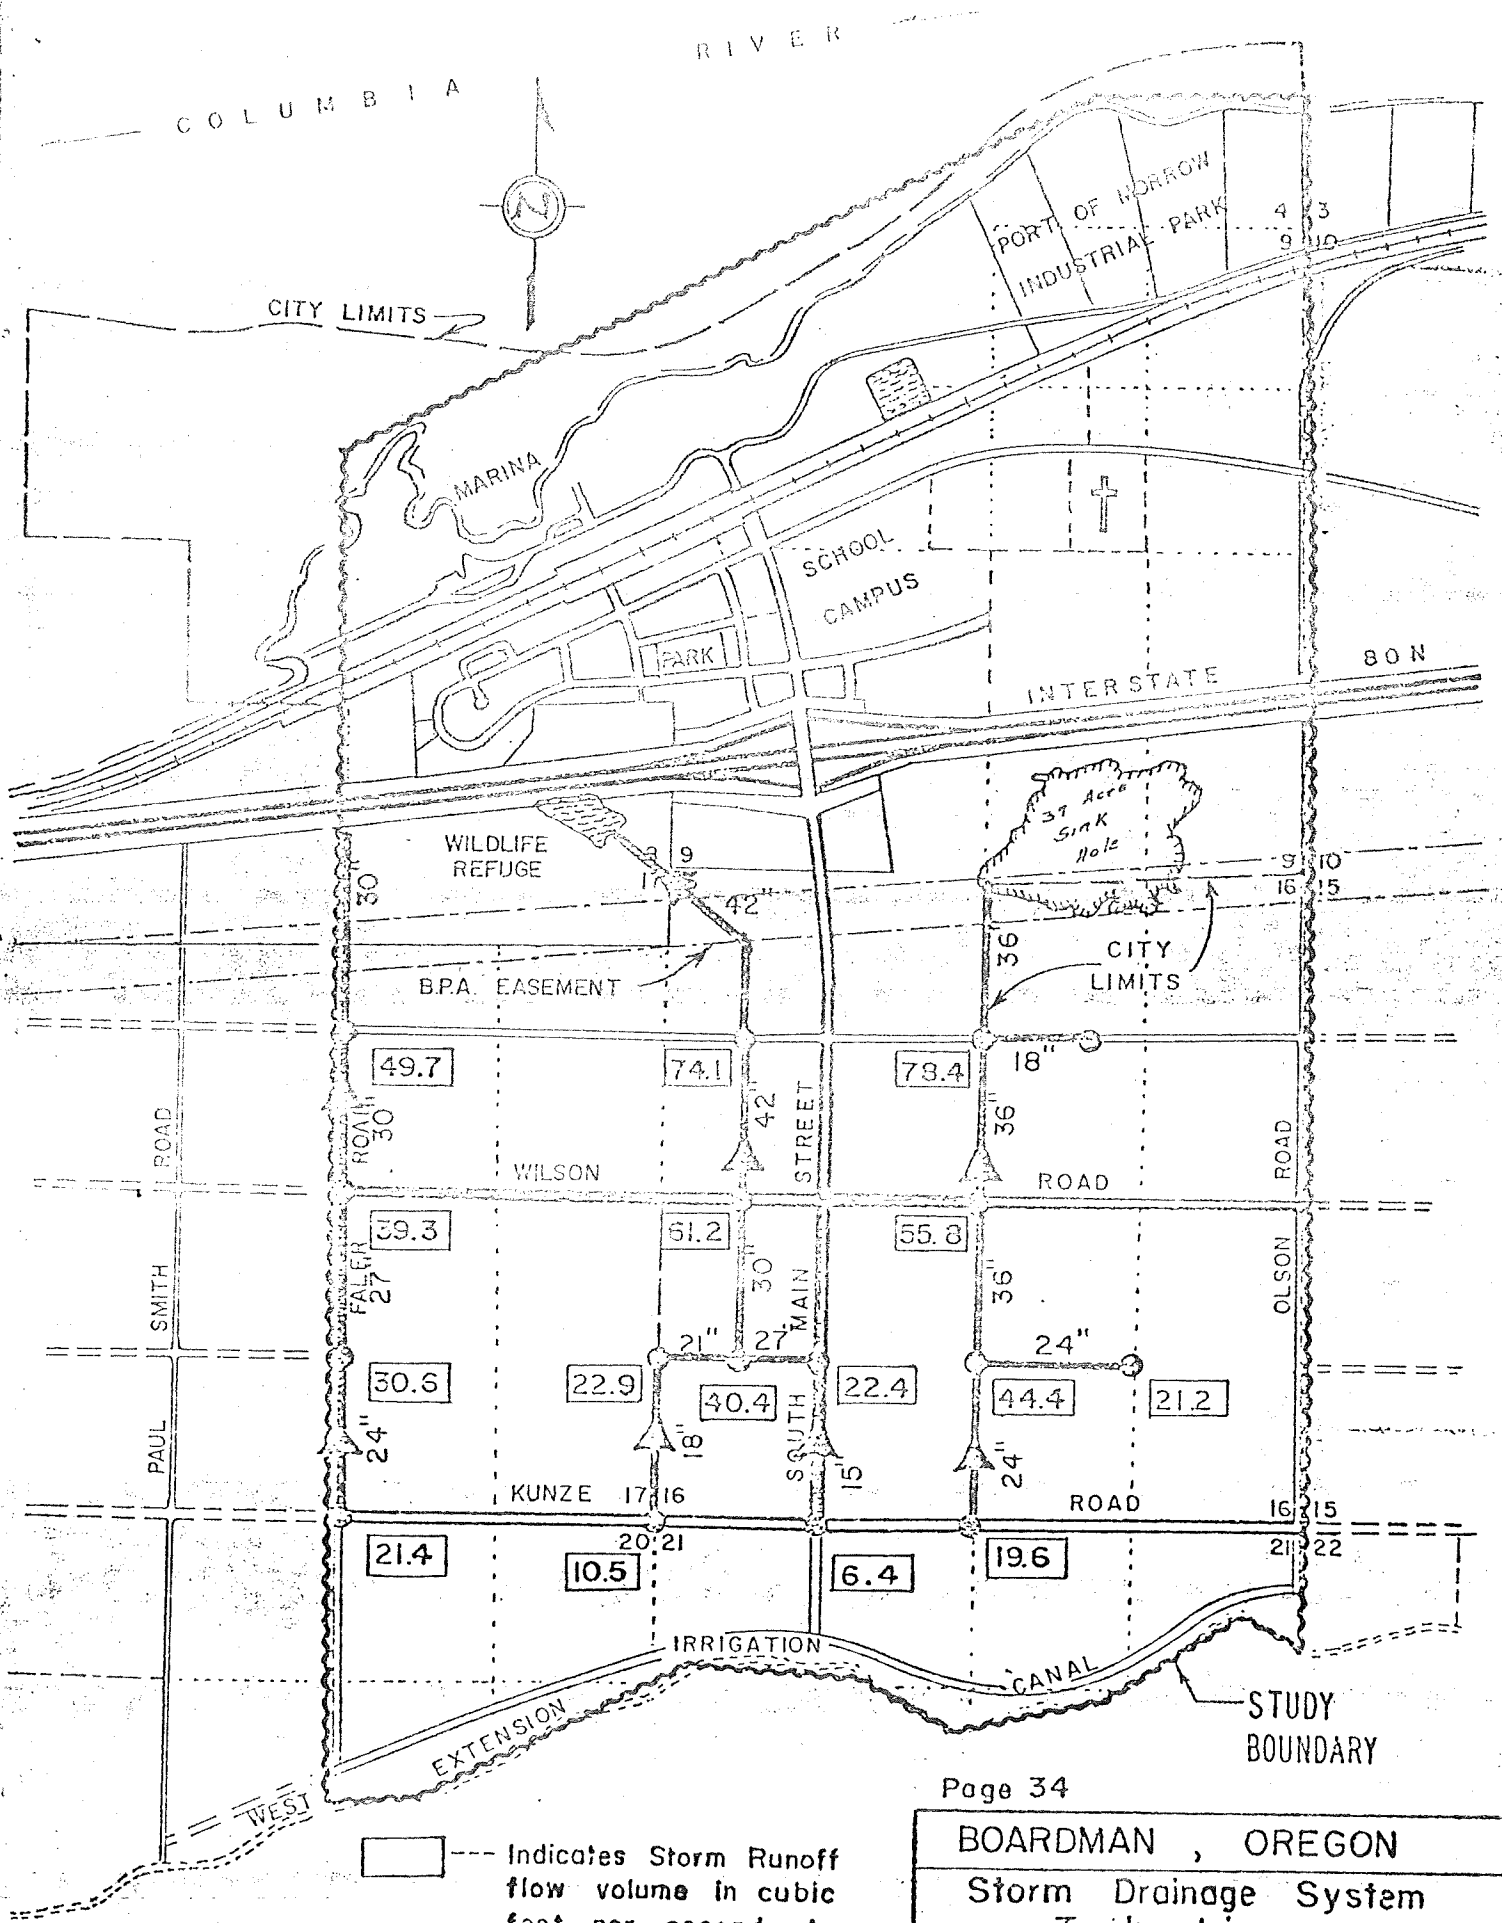 COLUMBIA RIVER
CITY LIMITS
PORT OF MORROW
INDUSTRIAL PARK
4 3
9 10
MARINA
SCHOOL
CAMPUS
PARK
INTERSTATE 80 N
39 Acre
Sink
Hole
WILDLIFE
REFUGE
9
17
9 10
16 15
30"
42"
36"
CITY
LIMITS
B.P.A. EASEMENT
18"
49.7
74.1
42"
36"
30"
ROAD
ROAD
STREET
ROAD
WILSON ROAD
39.3
61.2
55.8
FALER
27
30"
36"
SMITH
MAIN
OLSON
21"
27"
24"
30.6
22.9
40.4
22.4
44.4
21.2
PAUL
24"
18"
SOUTH
15"
24"
KUNZE ROAD
17 16
16 15
20 21
21 22
21.4
10.5
6.4
19.6
WEST EXTENSION IRRIGATION CANAL
STUDY
BOUNDARY
Page 34
BOARDMAN , OREGON
Storm Drainage System
--- Indicates Storm Runoff
flow volume in cubic